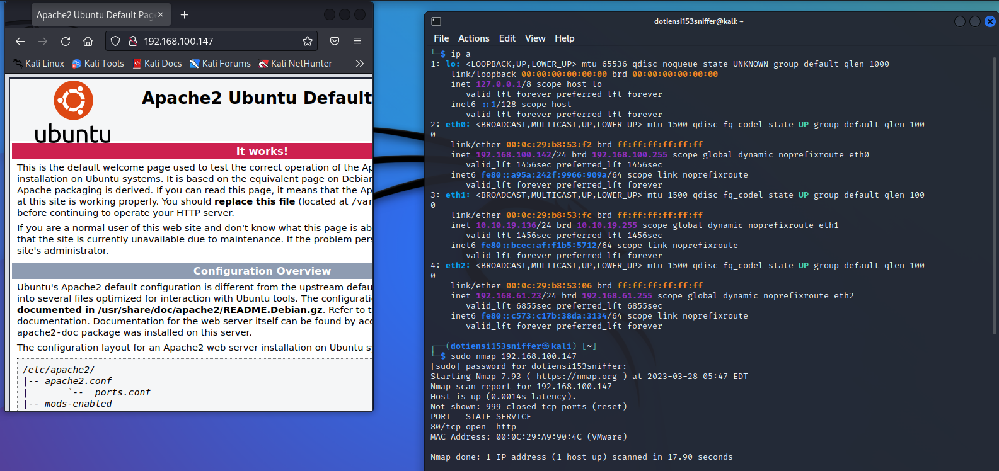 Apache2 Ubuntu Default Pag
192.168.100.147
Kali Linux Kali Tools Kali Docs Kali Forums Kali NetHunter
ubuntu
Apache2 Ubuntu Default
It works!
This is the default welcome page used to test the correct operation of the Ap
installation on Ubuntu systems. It is based on the equivalent page on Debian
Apache packaging is derived. If you can read this page, it means that the Ap
at this site is working properly. You should replace this file (located at /var
before continuing to operate your HTTP server.
If you are a normal user of this web site and don't know what this page is ab
that the site is currently unavailable due to maintenance. If the problem pers
site's administrator.
Configuration Overview
Ubuntu's Apache2 default configuration is different from the upstream defau
into several files optimized for interaction with Ubuntu tools. The configuratio
documented in /usr/share/doc/apache2/README.Debian.gz. Refer to th
documentation. Documentation for the web server itself can be found by acc
apache2-doc package was installed on this server.
The configuration layout for an Apache2 web server installation on Ubuntu sy
/etc/apache2/
|-- apache2.conf
|       `--  ports.conf
|-- mods-enabled
dotiensi153sniffer@kali: ~
File Actions Edit View Help
└─$ ip a
1: lo: <LOOPBACK,UP,LOWER_UP> mtu 65536 qdisc noqueue state UNKNOWN group default qlen 1000
link/loopback 00:00:00:00:00:00 brd 00:00:00:00:00:00
inet 127.0.0.1/8 scope host lo
valid_lft forever preferred_lft forever
inet6 ::1/128 scope host
valid_lft forever preferred_lft forever
2: eth0: <BROADCAST,MULTICAST,UP,LOWER_UP> mtu 1500 qdisc fq_codel state UP group default qlen 100
0
link/ether 00:0c:29:b8:53:f2 brd ff:ff:ff:ff:ff:ff
inet 192.168.100.142/24 brd 192.168.100.255 scope global dynamic noprefixroute eth0
valid_lft 1456sec preferred_lft 1456sec
inet6 fe80::a95a:242f:9966:909a/64 scope link noprefixroute
valid_lft forever preferred_lft forever
3: eth1: <BROADCAST,MULTICAST,UP,LOWER_UP> mtu 1500 qdisc fq_codel state UP group default qlen 100
0
link/ether 00:0c:29:b8:53:fc brd ff:ff:ff:ff:ff:ff
inet 10.10.19.136/24 brd 10.10.19.255 scope global dynamic noprefixroute eth1
valid_lft 1456sec preferred_lft 1456sec
inet6 fe80::bcec:af:f1b5:5712/64 scope link noprefixroute
valid_lft forever preferred_lft forever
4: eth2: <BROADCAST,MULTICAST,UP,LOWER_UP> mtu 1500 qdisc fq_codel state UP group default qlen 100
0
link/ether 00:0c:29:b8:53:06 brd ff:ff:ff:ff:ff:ff
inet 192.168.61.23/24 brd 192.168.61.255 scope global dynamic noprefixroute eth2
valid_lft 6855sec preferred_lft 6855sec
inet6 fe80::c573:c17b:38da:3134/64 scope link noprefixroute
valid_lft forever preferred_lft forever
┌──(dotiensi153sniffer㉿kali)-[~]
└─$ sudo nmap 192.168.100.147
[sudo] password for dotiensi153sniffer:
Starting Nmap 7.93 ( https://nmap.org ) at 2023-03-28 05:47 EDT
Nmap scan report for 192.168.100.147
Host is up (0.0014s latency).
Not shown: 999 closed tcp ports (reset)
PORT   STATE SERVICE
80/tcp open  http
MAC Address: 00:0C:29:A9:90:4C (VMware)
Nmap done: 1 IP address (1 host up) scanned in 17.90 seconds